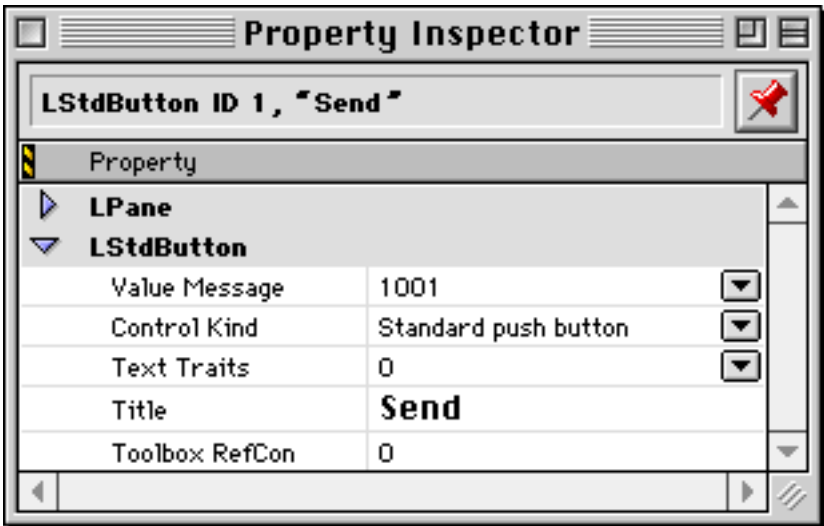 Property Inspector
LStdButton ID 1, “Send”
Property
LPane
LStdButton
Value Message 1001
Control Kind Standard push button
Text Traits 0
Title Send
Toolbox RefCon 0